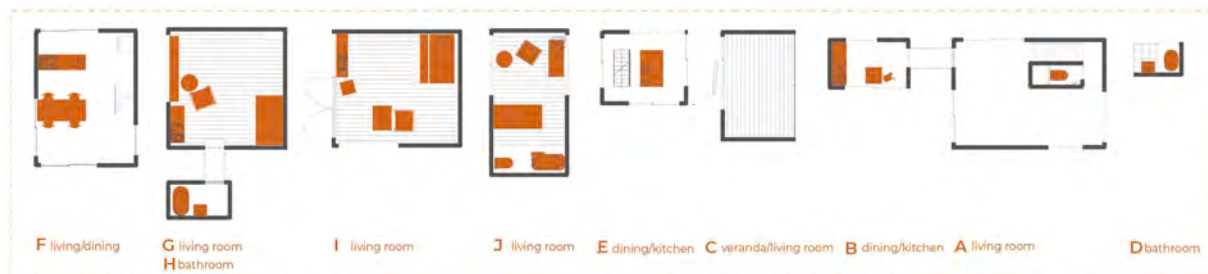 F living/dining
G living room
H bathroom
I living room
J living room
E dining/kitchen
C veranda/living room
B dining/kitchen
A living room
D bathroom